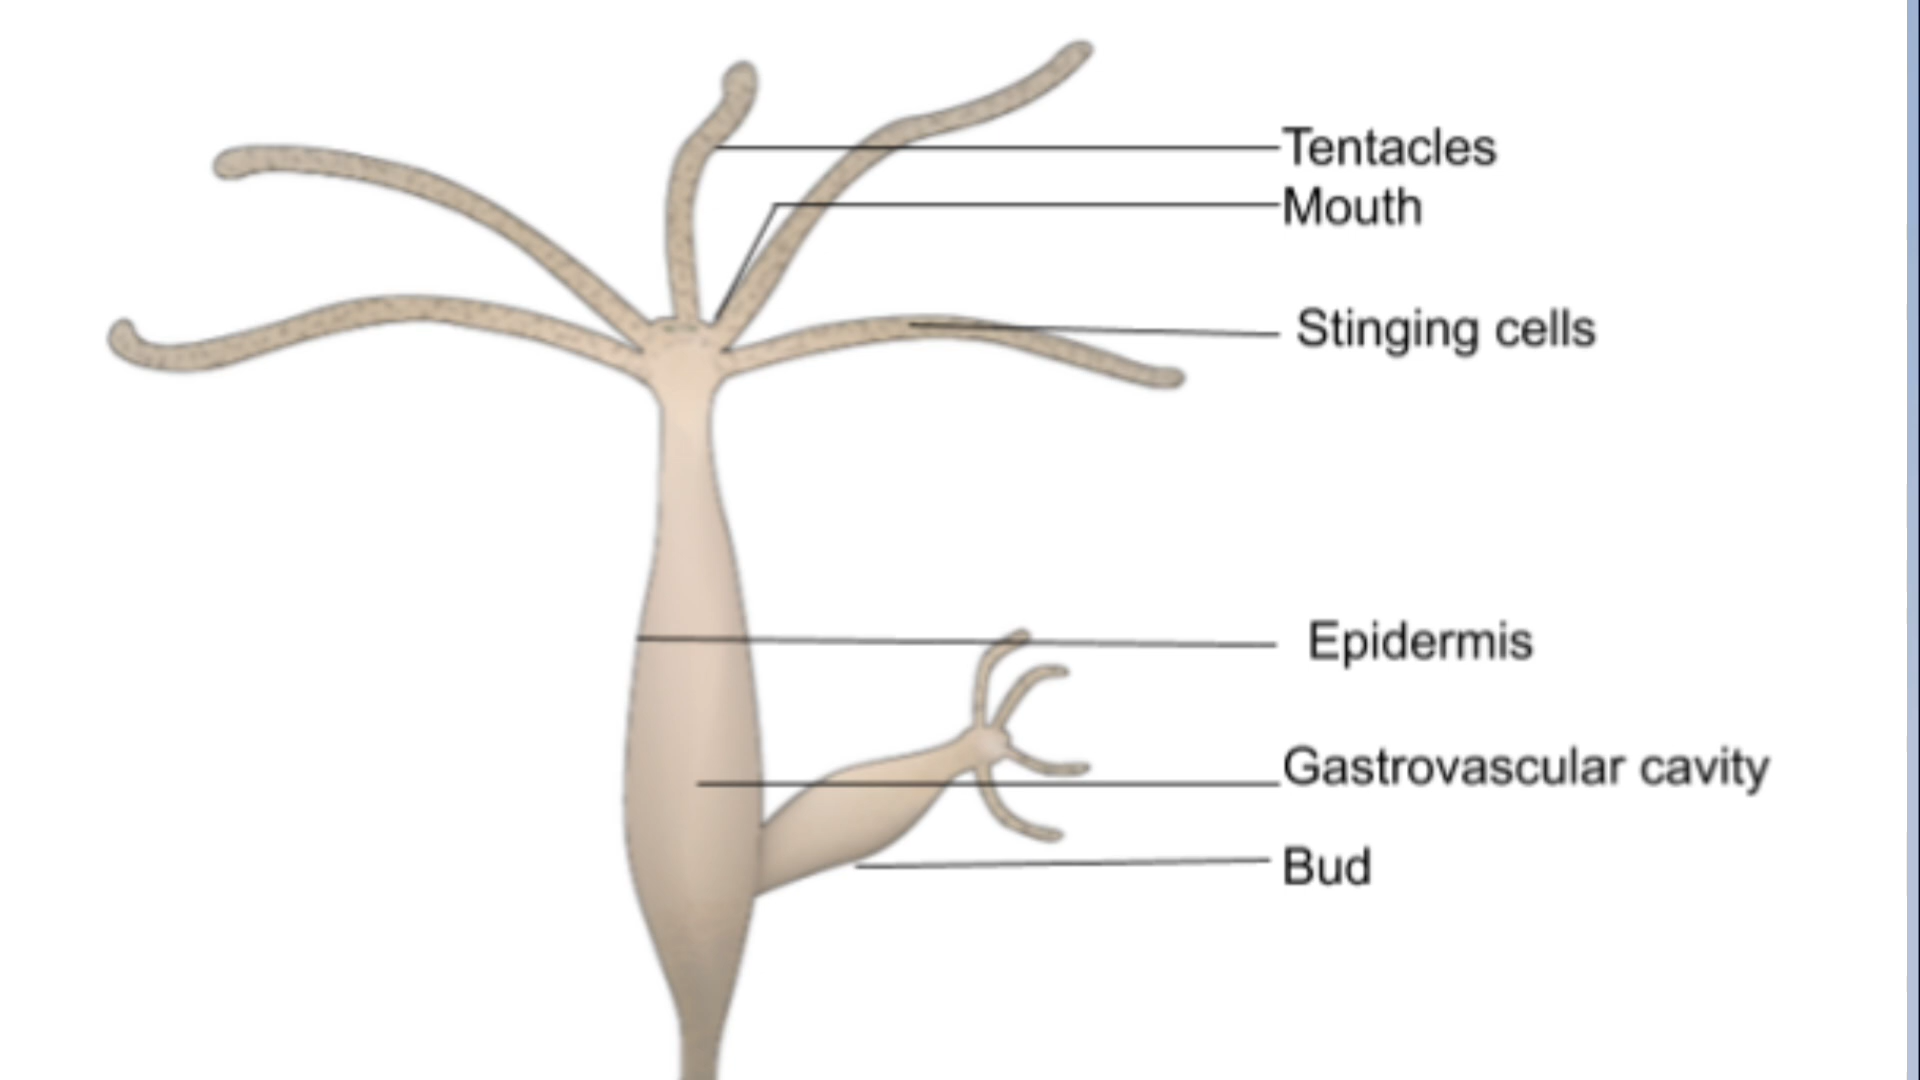 Tentacles
Mouth
Stinging cells
Epidermis
Gastrovascular cavity
Bud